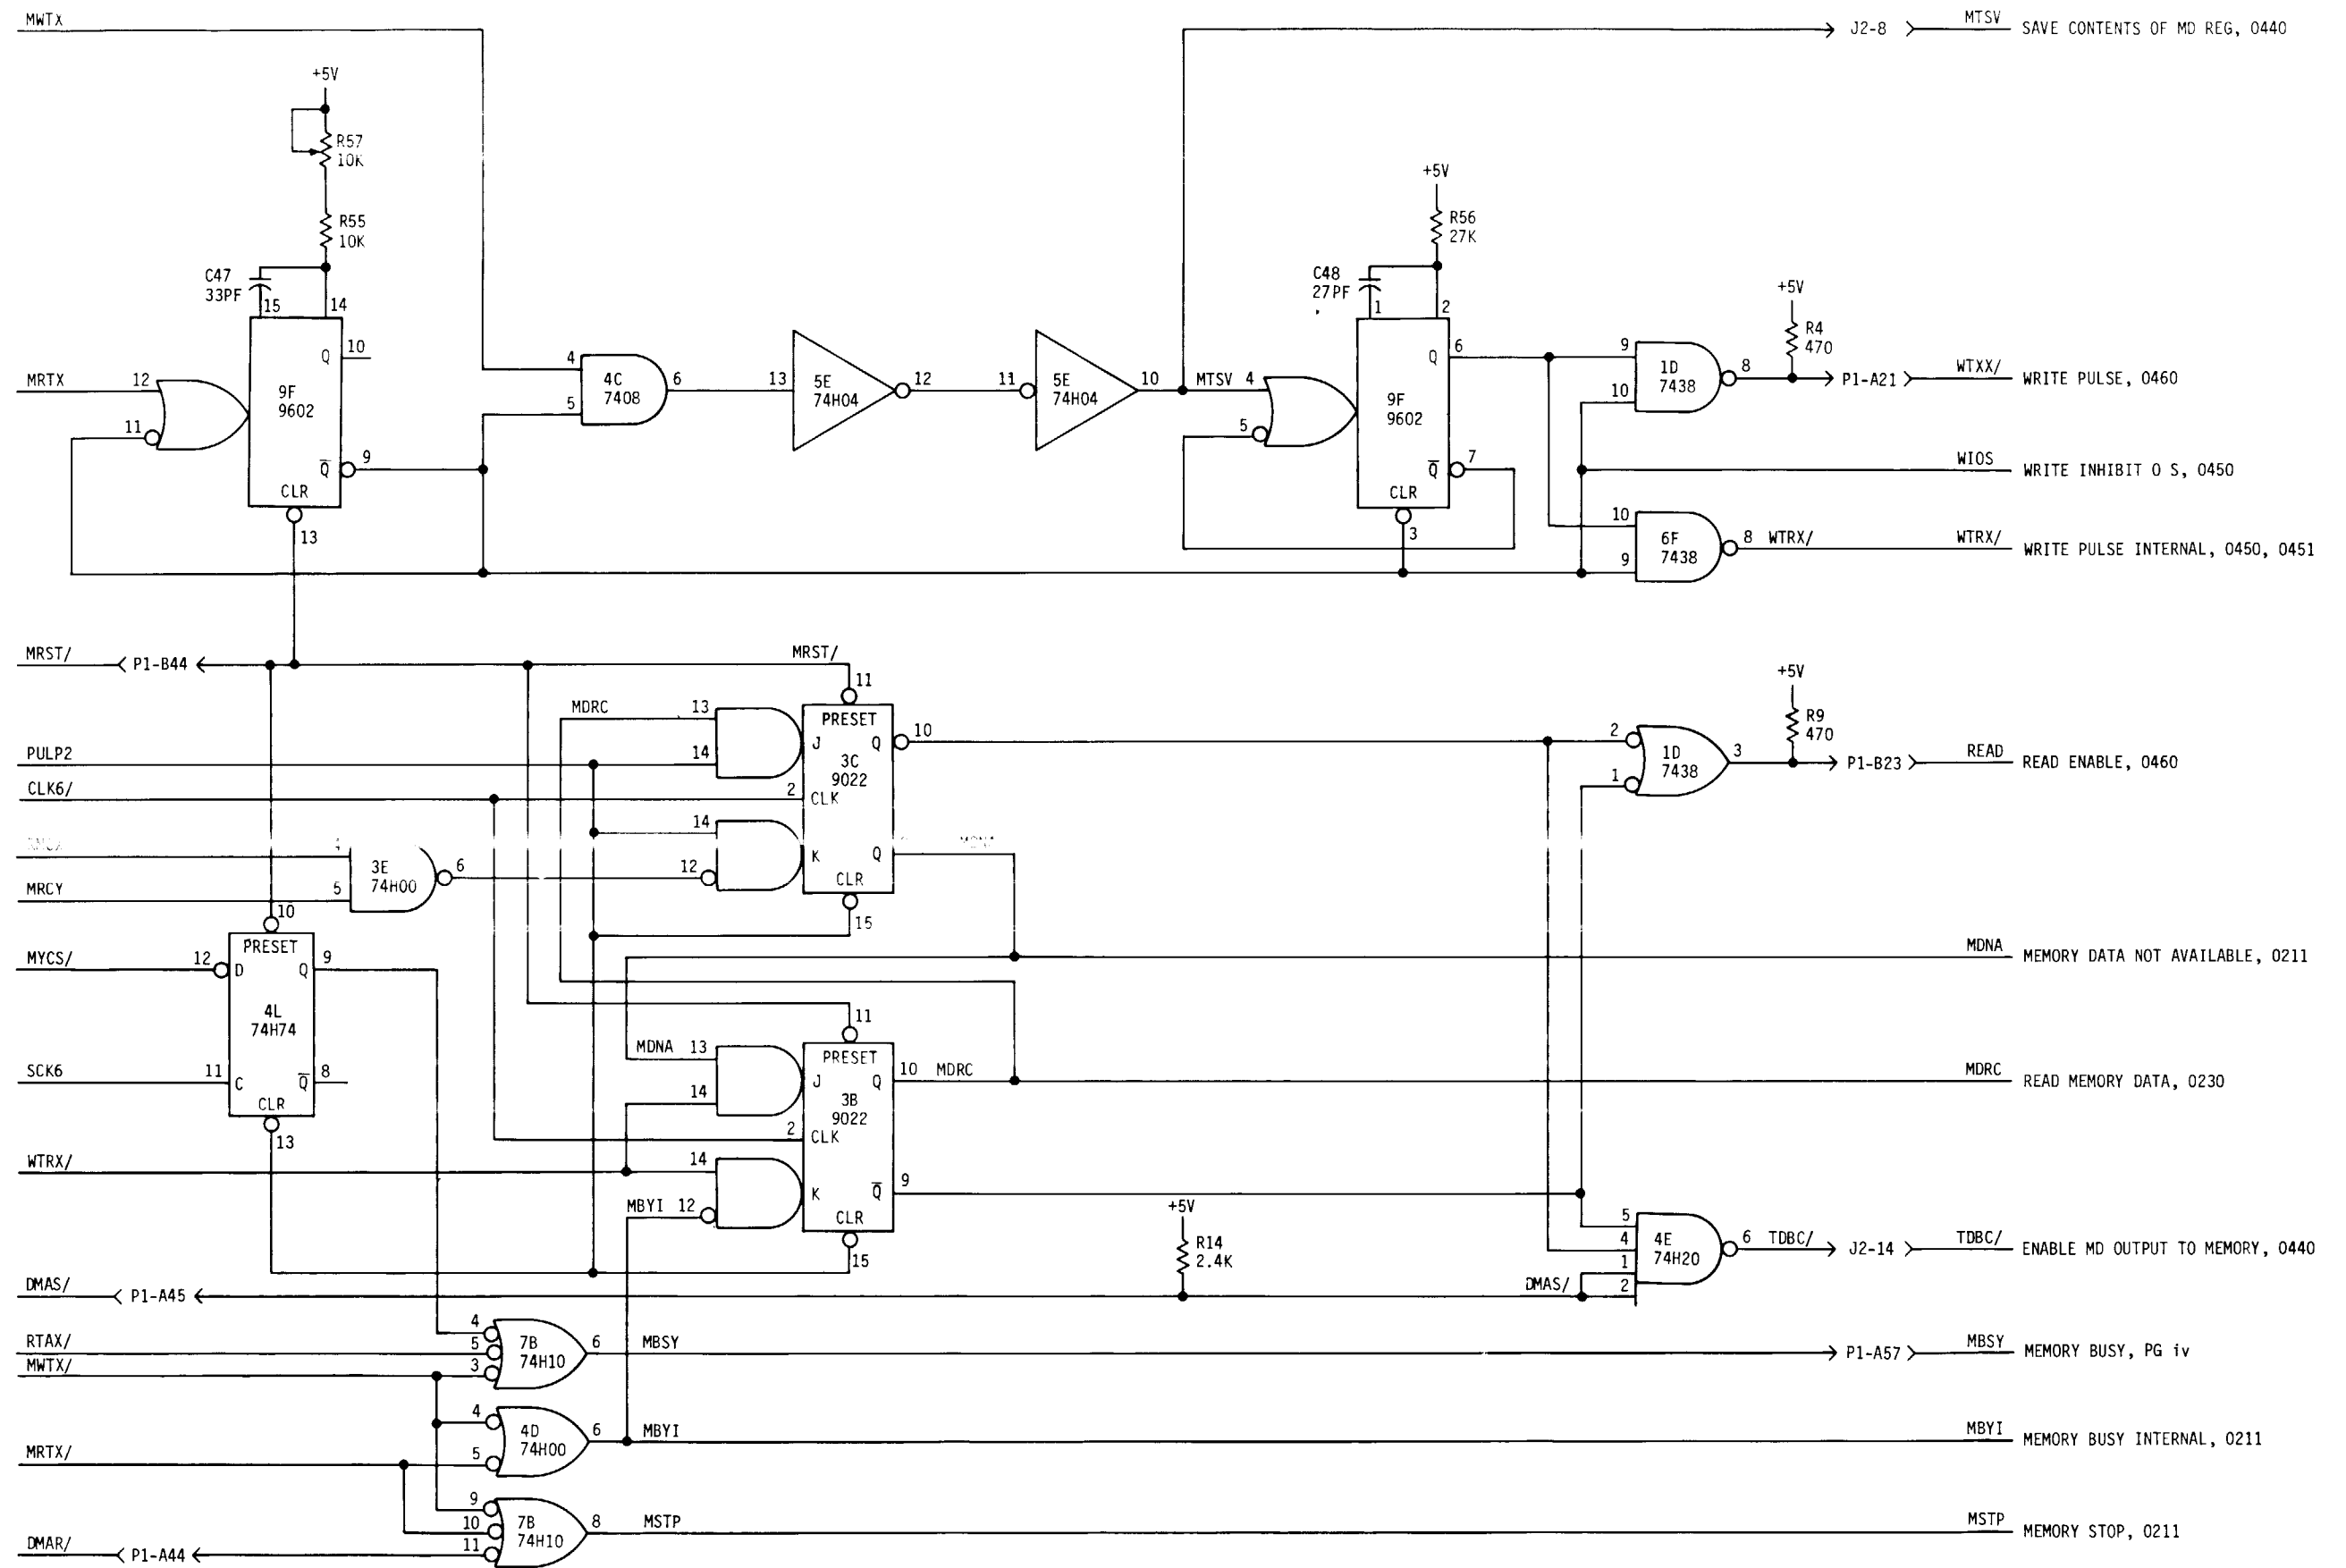 MWTX
J2-8
MTSV
SAVE CONTENTS OF MD REG, 0440
+5V
R57
10K
R55
10K
C47
33PF
15
14
Q
10
MRTX
12
11
9F
9602
Q
9
CLR
13
4
5
4C
7408
6
13
5E
74H04
12
11
5E
74H04
10
MTSV
4
5
+5V
R56
27K
C48
27PF
1
2
Q
6
9F
9602
Q
7
CLR
3
9
10
1D
7438
8
+5V
R4
470
P1-A21
WTXX/
WRITE PULSE, 0460
WIOS
WRITE INHIBIT O S, 0450
10
9
6F
7438
8
WTRX/
WTRX/
WRITE PULSE INTERNAL, 0450, 0451
MRST/
P1-B44
MRST/
11
MDRC
13
PRESET
J
Q
10
PULP2
14
3C
9022
CLK6/
2
CLK
14
12
K
Q
CLR
15
3E
74H00
6
MRCY
5
2
1
1D
7438
3
+5V
R9
470
P1-B23
READ
READ ENABLE, 0460
10
PRESET
MYCS/
12
D
Q
9
4L
74H74
SCK6
11
C
Q
8
CLR
13
MDNA
MEMORY DATA NOT AVAILABLE, 0211
11
MDNA
13
PRESET
J
Q
10
MDRC
14
3B
9022
2
CLK
MDRC
READ MEMORY DATA, 0230
WTRX/
14
K
Q
9
MBYI
12
CLR
15
+5V
R14
2.4K
5
4
1
2
4E
74H20
6
TDBC/
J2-14
TDBC/
ENABLE MD OUTPUT TO MEMORY, 0440
DMAS/
P1-A45
DMAS/
RTAX/
MWTX/
4
5
3
7B
74H10
6
MBSY
P1-A57
MBSY
MEMORY BUSY, PG iv
4
5
4D
74H00
6
MBYI
MBYI
MEMORY BUSY INTERNAL, 0211
MRTX/
9
10
11
7B
74H10
8
MSTP
MSTP
MEMORY STOP, 0211
DMAR/
P1-A44